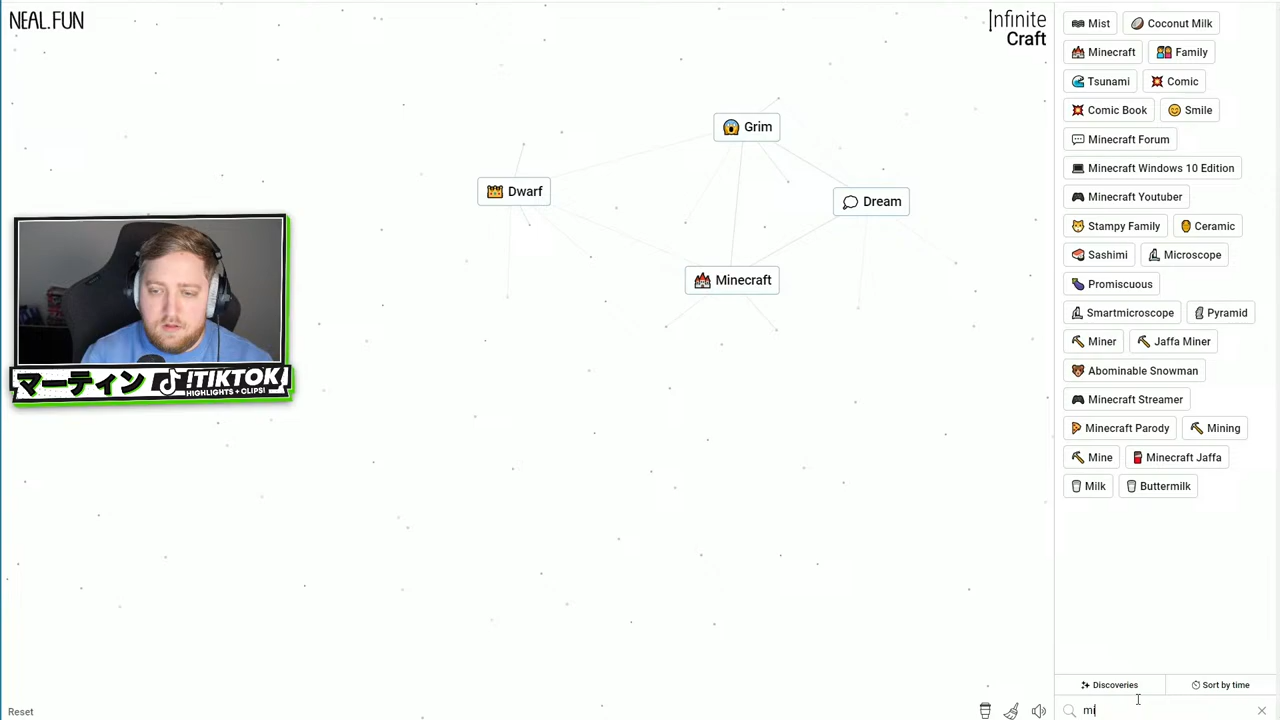 NEAL.FUN
Infinite
Craft
Mist
Coconut Milk
Minecraft
Family
Tsunami
Comic
Comic Book
Smile
Minecraft Forum
Minecraft Windows 10 Edition
Minecraft Youtuber
Stampy Family
Ceramic
Sashimi
Microscope
Promiscuous
Smartmicroscope
Pyramid
Miner
Jaffa Miner
Abominable Snowman
Minecraft Streamer
Minecraft Parody
Mining
Mine
Minecraft Jaffa
Milk
Buttermilk
Grim
Dwarf
Dream
Minecraft
マーティン
!TIKTOK
HIGHLIGHTS + CLIPS!
Discoveries
Sort by time
mi
Reset